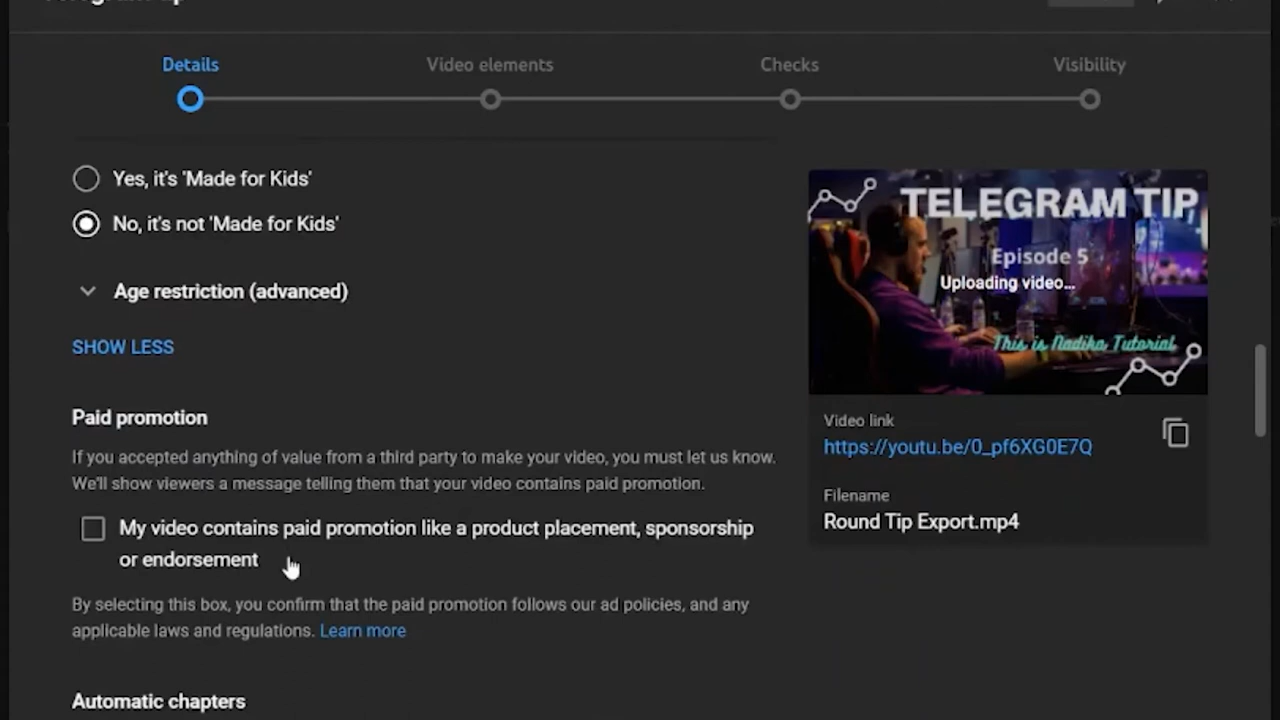 Details
Video elements
Checks
Visibility
Yes, it's 'Made for Kids'
No, it's not 'Made for Kids'
Age restriction (advanced)
SHOW LESS
Paid promotion
If you accepted anything of value from a third party to make your video, you must let us know.
We'll show viewers a message telling them that your video contains paid promotion.
My video contains paid promotion like a product placement, sponsorship
or endorsement
By selecting this box, you confirm that the paid promotion follows our ad policies, and any
applicable laws and regulations. Learn more
Automatic chapters
TELEGRAM TIP
Episode 5
Uploading video...
This is Nadika Tutorial
Video link
https://youtu.be/0_pf6XG0E7Q
Filename
Round Tip Export.mp4